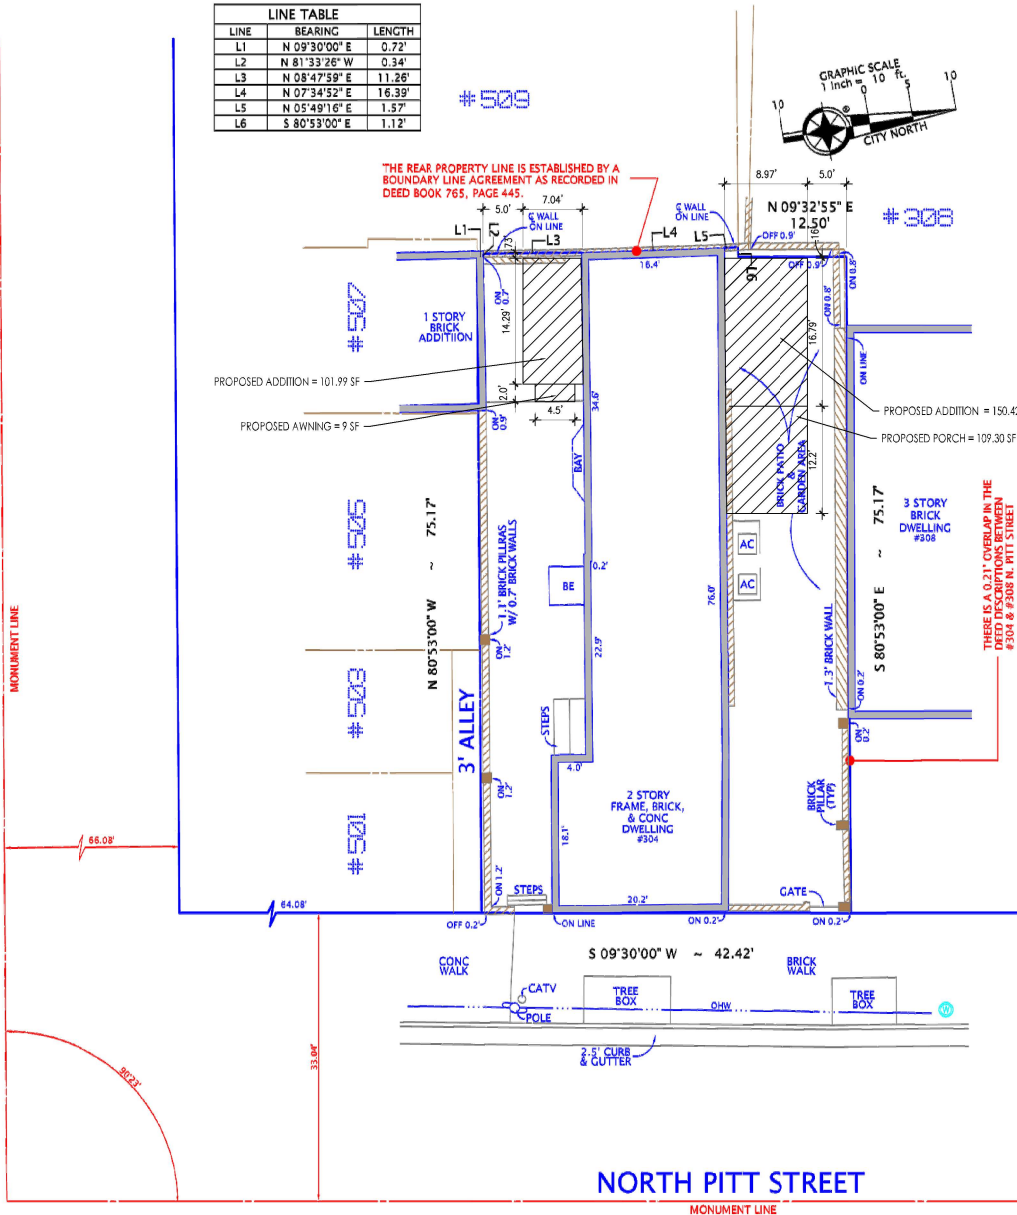 LINE TABLE
LINE BEARING LENGTH
L1 N 09°30'00" E 0.72'
L2 N 81°33'26" W 0.34'
L3 N 08°47'59" E 11.26'
L4 N 07°34'52" E 16.39'
L5 N 05°49'16" E 1.57'
L6 S 80°53'00" E 1.12'
#509
GRAPHIC SCALE
1 inch = 10 ft.
10
0
5
10
CITY NORTH
THE REAR PROPERTY LINE IS ESTABLISHED BY A
BOUNDARY LINE AGREEMENT AS RECORDED IN
DEED BOOK 765, PAGE 445.
8.97'
5.0'
5.0'
7.04'
N 09°32'55" E
12.50'
#308
℄ WALL
ON LINE
℄ WALL
ON LINE
L1
L2
L3
L4
L5
L6
OFF 0.9'
OFF 0.9'
16.4'
ON 0.8'
ON 0.8'
ON
0.7'
#507
1 STORY
BRICK
ADDITIION
14.29'
16.79'
ON LINE
PROPOSED ADDITION = 101.99 SF
2.0'
4.5'
34.6'
PROPOSED AWNING = 9 SF
ON
0.9'
PROPOSED ADDITION = 150.42
PROPOSED PORCH = 109.30 SF
12.2'
BAY
BRICK PATIO
&
GARDEN AREA
#505
N 80°53'00" W ~ 75.17'
1.1' BRICK PILLRAS
W/ 0.7' BRICK WALLS
BE
0.2'
22.9'
76.0'
AC
AC
S 80°53'00" E ~ 75.17'
3 STORY
BRICK
DWELLING
#308
THERE IS A 0.21' OVERLAP IN THE
DEED DESCRIPTIONS BETWEEN
#304 & #308 N. PITT STREET
MONUMENT LINE
ON
1.2'
1.3' BRICK WALL
ON 0.2'
#503
3' ALLEY
STEPS
ON
0.2'
4.0'
ON
1.2'
2 STORY
FRAME, BRICK,
& CONC
DWELLING
#304
BRICK
PILLAR
(TYP)
#501
66.08'
18.1'
ON 1.2'
STEPS
20.2'
GATE
64.08'
OFF 0.2'
ON LINE
ON 0.2'
ON 0.2'
S 09°30'00" W ~ 42.42'
CONC
WALK
BRICK
WALK
CATV
POLE
TREE
BOX
OHW
TREE
BOX
W
2.5' CURB
& GUTTER
33.04'
90°23'
NORTH PITT STREET
MONUMENT LINE